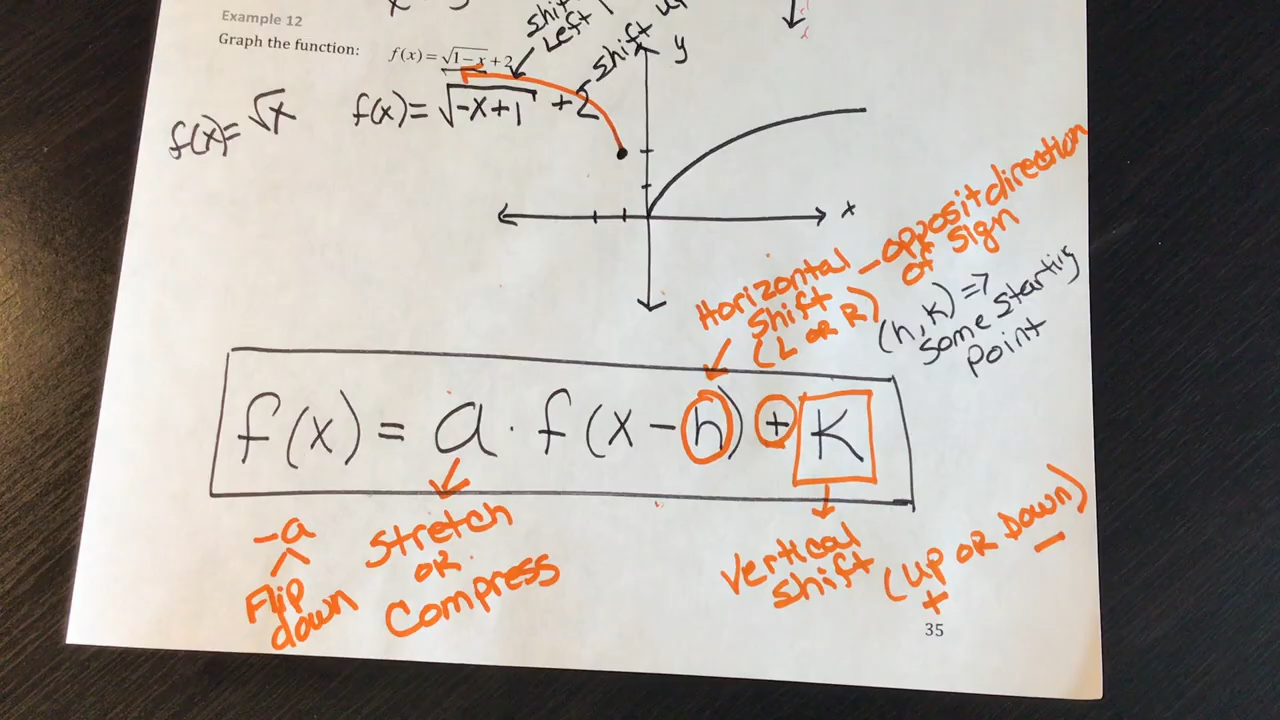 Example 12
Graph the function: f(x) = √1−x + 2
shift
Left
shift
f(x) = √x
f(x) = √-x+1 + 2
y
x
Horizontal
shift
(L OR R)
opposit direction
of sign
(h, k) =>
some starting
point
f(x) = a · f(x − h) + K
-a
Flip
down
Stretch
OR
Compress
Vertical
shift
(up OR Down)
+
−
35